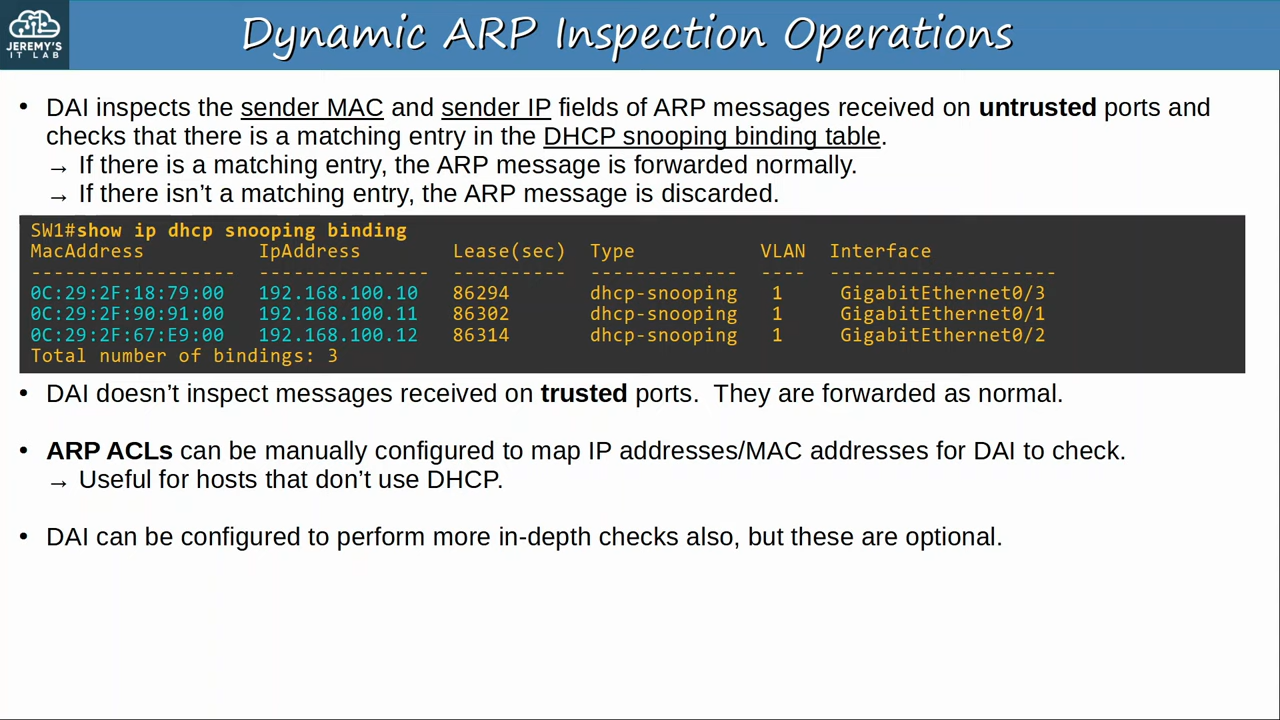 JEREMY'S
IT LAB
Dynamic ARP Inspection Operations
• DAI inspects the sender MAC and sender IP fields of ARP messages received on untrusted ports and
checks that there is a matching entry in the DHCP snooping binding table.
→ If there is a matching entry, the ARP message is forwarded normally.
→ If there isn’t a matching entry, the ARP message is discarded.
SW1#show ip dhcp snooping binding
MacAddress IpAddress Lease(sec) Type VLAN Interface
------------------ --------------- ---------- ------------- ---- --------------------
0C:29:2F:18:79:00 192.168.100.10 86294 dhcp-snooping 1 GigabitEthernet0/3
0C:29:2F:90:91:00 192.168.100.11 86302 dhcp-snooping 1 GigabitEthernet0/1
0C:29:2F:67:E9:00 192.168.100.12 86314 dhcp-snooping 1 GigabitEthernet0/2
Total number of bindings: 3
• DAI doesn’t inspect messages received on trusted ports. They are forwarded as normal.
• ARP ACLs can be manually configured to map IP addresses/MAC addresses for DAI to check.
→ Useful for hosts that don’t use DHCP.
• DAI can be configured to perform more in-depth checks also, but these are optional.